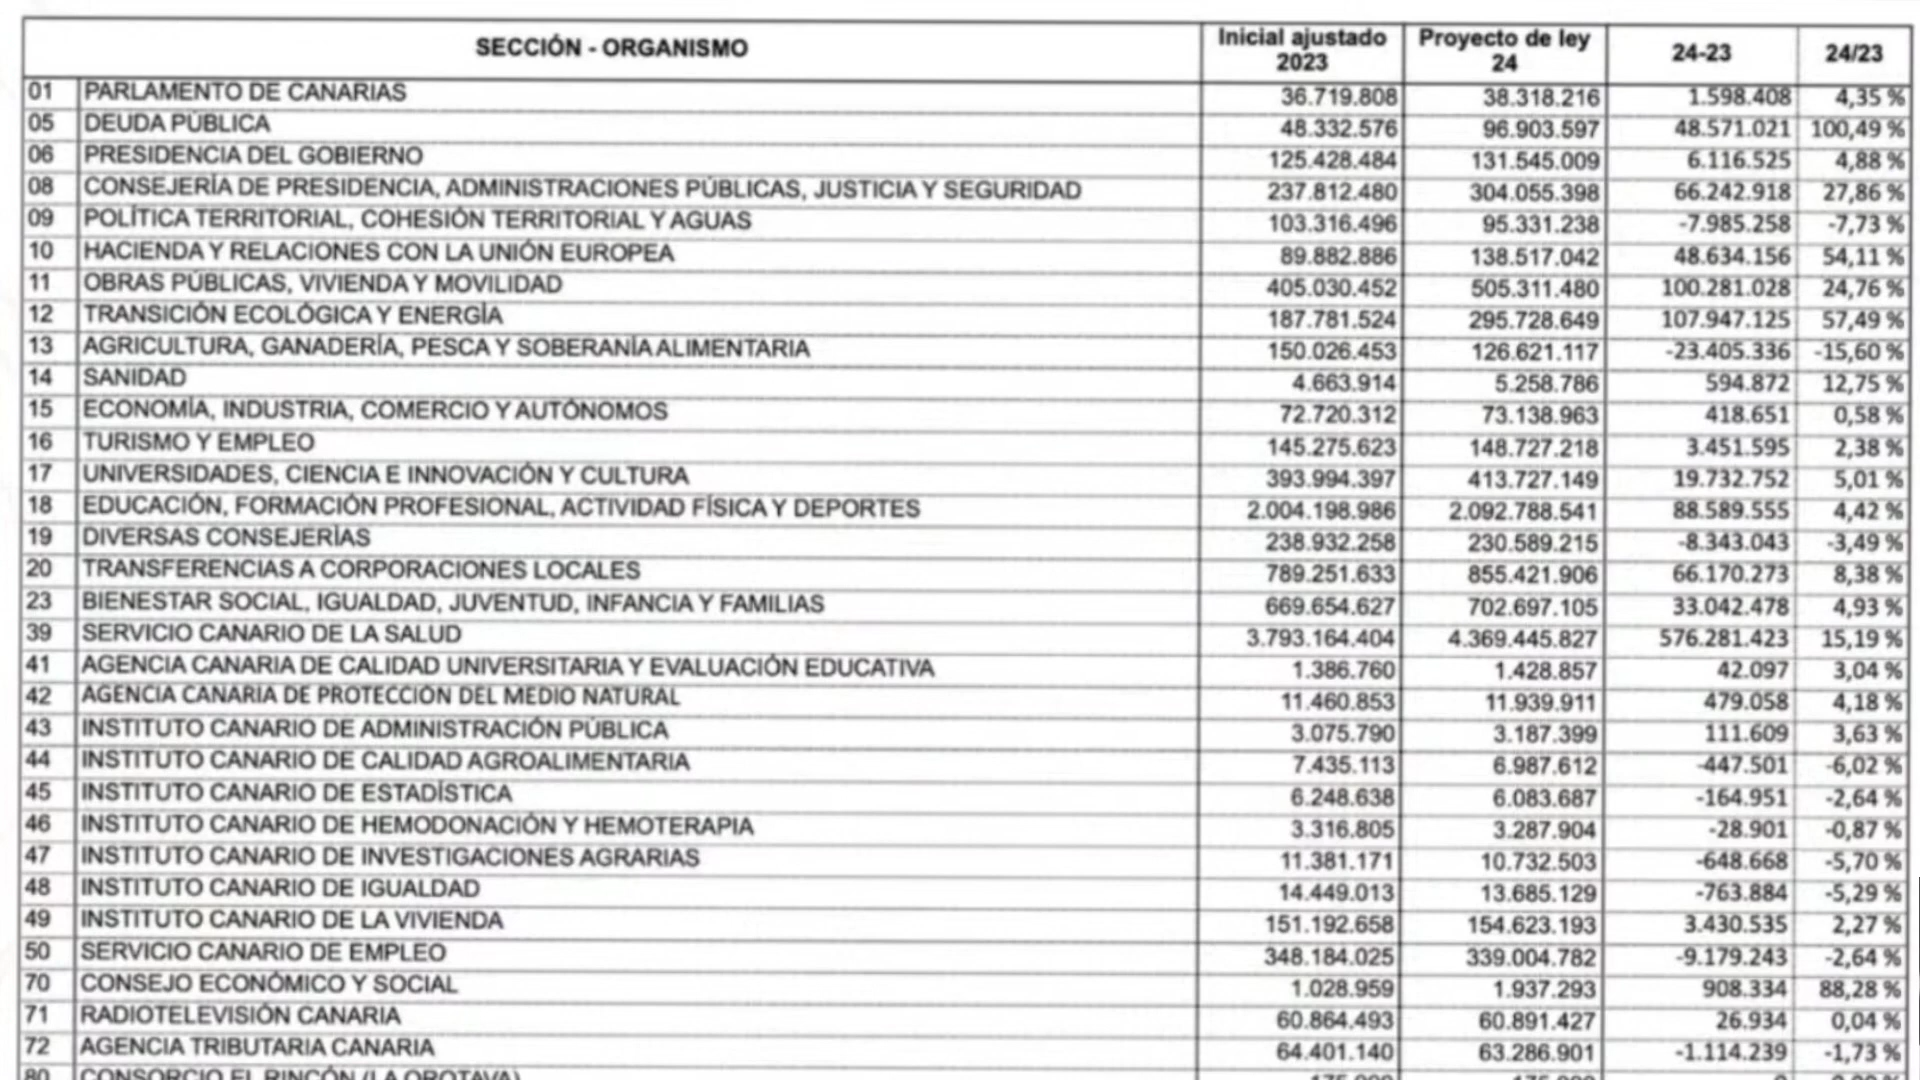 SECCIÓN - ORGANISMO Inicial ajustado 2023 Proyecto de ley 24 24-23 24/23
01 PARLAMENTO DE CANARIAS 36.719.808 38.318.216 1.598.408 4,35 %
05 DEUDA PÚBLICA 48.332.576 96.903.597 48.571.021 100,49 %
06 PRESIDENCIA DEL GOBIERNO 125.428.484 131.545.009 6.116.525 4,88 %
08 CONSEJERÍA DE PRESIDENCIA, ADMINISTRACIONES PÚBLICAS, JUSTICIA Y SEGURIDAD 237.812.480 304.055.398 66.242.918 27,86 %
09 POLÍTICA TERRITORIAL, COHESIÓN TERRITORIAL Y AGUAS 103.316.496 95.331.238 -7.985.258 -7,73 %
10 HACIENDA Y RELACIONES CON LA UNIÓN EUROPEA 89.882.886 138.517.042 48.634.156 54,11 %
11 OBRAS PÚBLICAS, VIVIENDA Y MOVILIDAD 405.030.452 505.311.480 100.281.028 24,76 %
12 TRANSICIÓN ECOLÓGICA Y ENERGÍA 187.781.524 295.728.649 107.947.125 57,49 %
13 AGRICULTURA, GANADERÍA, PESCA Y SOBERANÍA ALIMENTARIA 150.026.453 126.621.117 -23.405.336 -15,60 %
14 SANIDAD 4.663.914 5.258.786 594.872 12,75 %
15 ECONOMÍA, INDUSTRIA, COMERCIO Y AUTÓNOMOS 72.720.312 73.138.963 418.651 0,58 %
16 TURISMO Y EMPLEO 145.275.623 148.727.218 3.451.595 2,38 %
17 UNIVERSIDADES, CIENCIA E INNOVACIÓN Y CULTURA 393.994.397 413.727.149 19.732.752 5,01 %
18 EDUCACIÓN, FORMACIÓN PROFESIONAL, ACTIVIDAD FÍSICA Y DEPORTES 2.004.198.986 2.092.788.541 88.589.555 4,42 %
19 DIVERSAS CONSEJERÍAS 238.932.258 230.589.215 -8.343.043 -3,49 %
20 TRANSFERENCIAS A CORPORACIONES LOCALES 789.251.633 855.421.906 66.170.273 8,38 %
23 BIENESTAR SOCIAL, IGUALDAD, JUVENTUD, INFANCIA Y FAMILIAS 669.654.627 702.697.105 33.042.478 4,93 %
39 SERVICIO CANARIO DE LA SALUD 3.793.164.404 4.369.445.827 576.281.423 15,19 %
41 AGENCIA CANARIA DE CALIDAD UNIVERSITARIA Y EVALUACIÓN EDUCATIVA 1.386.760 1.428.857 42.097 3,04 %
42 AGENCIA CANARIA DE PROTECCIÓN DEL MEDIO NATURAL 11.460.853 11.939.911 479.058 4,18 %
43 INSTITUTO CANARIO DE ADMINISTRACIÓN PÚBLICA 3.075.790 3.187.399 111.609 3,63 %
44 INSTITUTO CANARIO DE CALIDAD AGROALIMENTARIA 7.435.113 6.987.612 -447.501 -6,02 %
45 INSTITUTO CANARIO DE ESTADÍSTICA 6.248.638 6.083.687 -164.951 -2,64 %
46 INSTITUTO CANARIO DE HEMODONACIÓN Y HEMOTERAPIA 3.316.805 3.287.904 -28.901 -0,87 %
47 INSTITUTO CANARIO DE INVESTIGACIONES AGRARIAS 11.381.171 10.732.503 -648.668 -5,70 %
48 INSTITUTO CANARIO DE IGUALDAD 14.449.013 13.685.129 -763.884 -5,29 %
49 INSTITUTO CANARIO DE LA VIVIENDA 151.192.658 154.623.193 3.430.535 2,27 %
50 SERVICIO CANARIO DE EMPLEO 348.184.025 339.004.782 -9.179.243 -2,64 %
70 CONSEJO ECONÓMICO Y SOCIAL 1.028.959 1.937.293 908.334 88,28 %
71 RADIOTELEVISIÓN CANARIA 60.864.493 60.891.427 26.934 0,04 %
72 AGENCIA TRIBUTARIA CANARIA 64.401.140 63.286.901 -1.114.239 -1,73 %
80 CONSORCIO EL RINCÓN (LA OROTAVA)